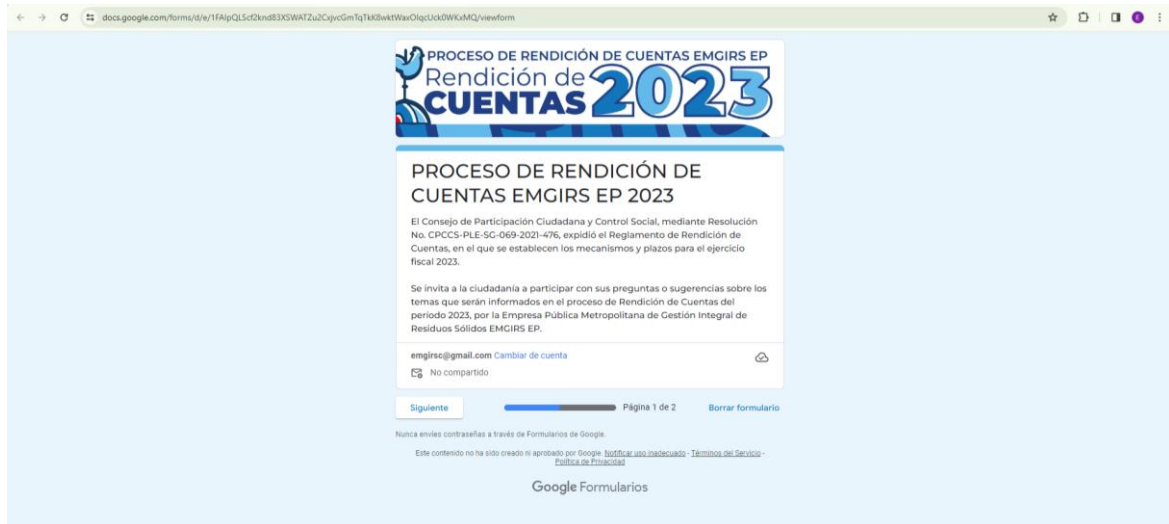 docs.google.com/forms/d/e/1FAIpQLScf2knd83XSWATZu2CxjvcGmTqTkK8wktWaxOlqcUck0WKxMQ/viewform
PROCESO DE RENDICIÓN DE CUENTAS EMGIRS EP
Rendición de
CUENTAS 2023
PROCESO DE RENDICIÓN DE
CUENTAS EMGIRS EP 2023
El Consejo de Participación Ciudadana y Control Social, mediante Resolución
No. CPCCS-PLE-SG-069-2021-476, expidió el Reglamento de Rendición de
Cuentas, en el que se establecen los mecanismos y plazos para el ejercicio
fiscal 2023.
Se invita a la ciudadanía a participar con sus preguntas o sugerencias sobre los
temas que serán informados en el proceso de Rendición de Cuentas del
período 2023, por la Empresa Pública Metropolitana de Gestión Integral de
Residuos Sólidos EMGIRS EP.
emgirsc@gmail.com Cambiar de cuenta
No compartido
Siguiente Página 1 de 2 Borrar formulario
Nunca envíes contraseñas a través de Formularios de Google.
Este contenido no ha sido creado ni aprobado por Google. Notificar uso inadecuado - Términos del Servicio -
Política de Privacidad
Google Formularios